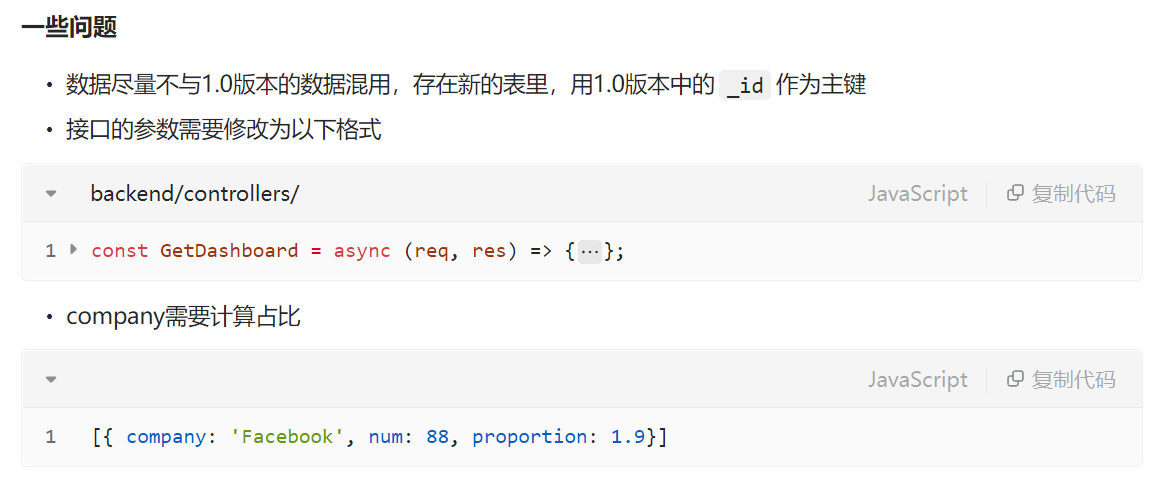 一些问题
• 数据尽量不与1.0版本的数据混用，存在新的表里，用1.0版本中的 _id 作为主键
• 接口的参数需要修改为以下格式
backend/controllers/ JavaScript 复制代码
1 const GetDashboard = async (req, res) => {···};
• company需要计算占比
JavaScript 复制代码
1 [{ company: 'Facebook', num: 88, proportion: 1.9}]